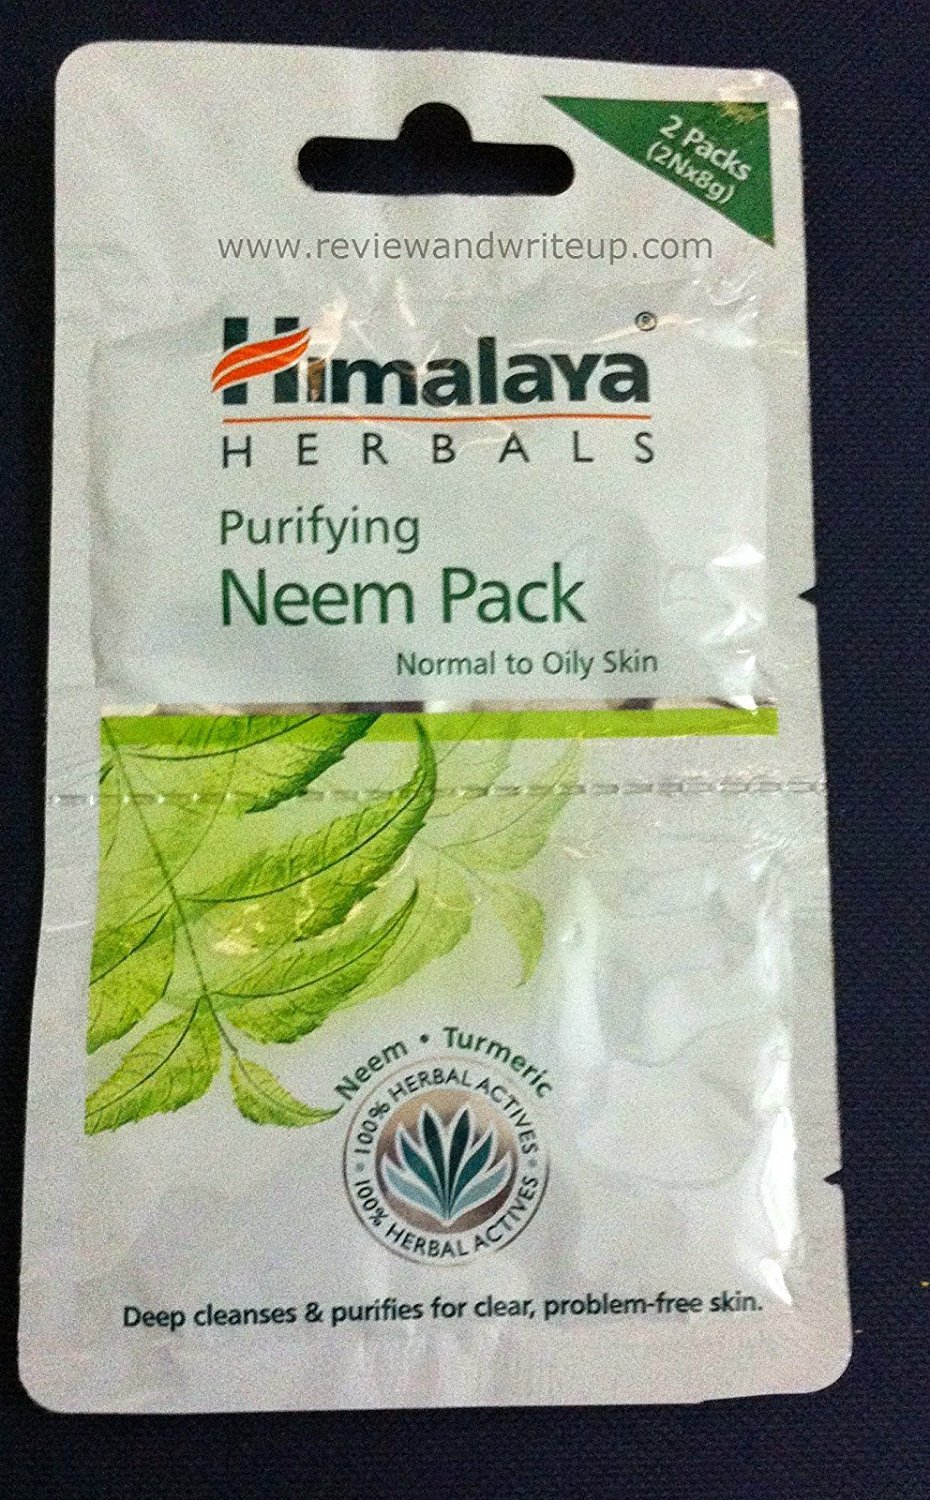 2 Packs
(2Nx8g)
www.reviewandwriteup.com
Himalaya®
HERBALS
Purifying
Neem Pack
Normal to Oily Skin
Neem • Turmeric
100% HERBAL ACTIVES
100% HERBAL ACTIVES
Deep cleanses & purifies for clear, problem-free skin.